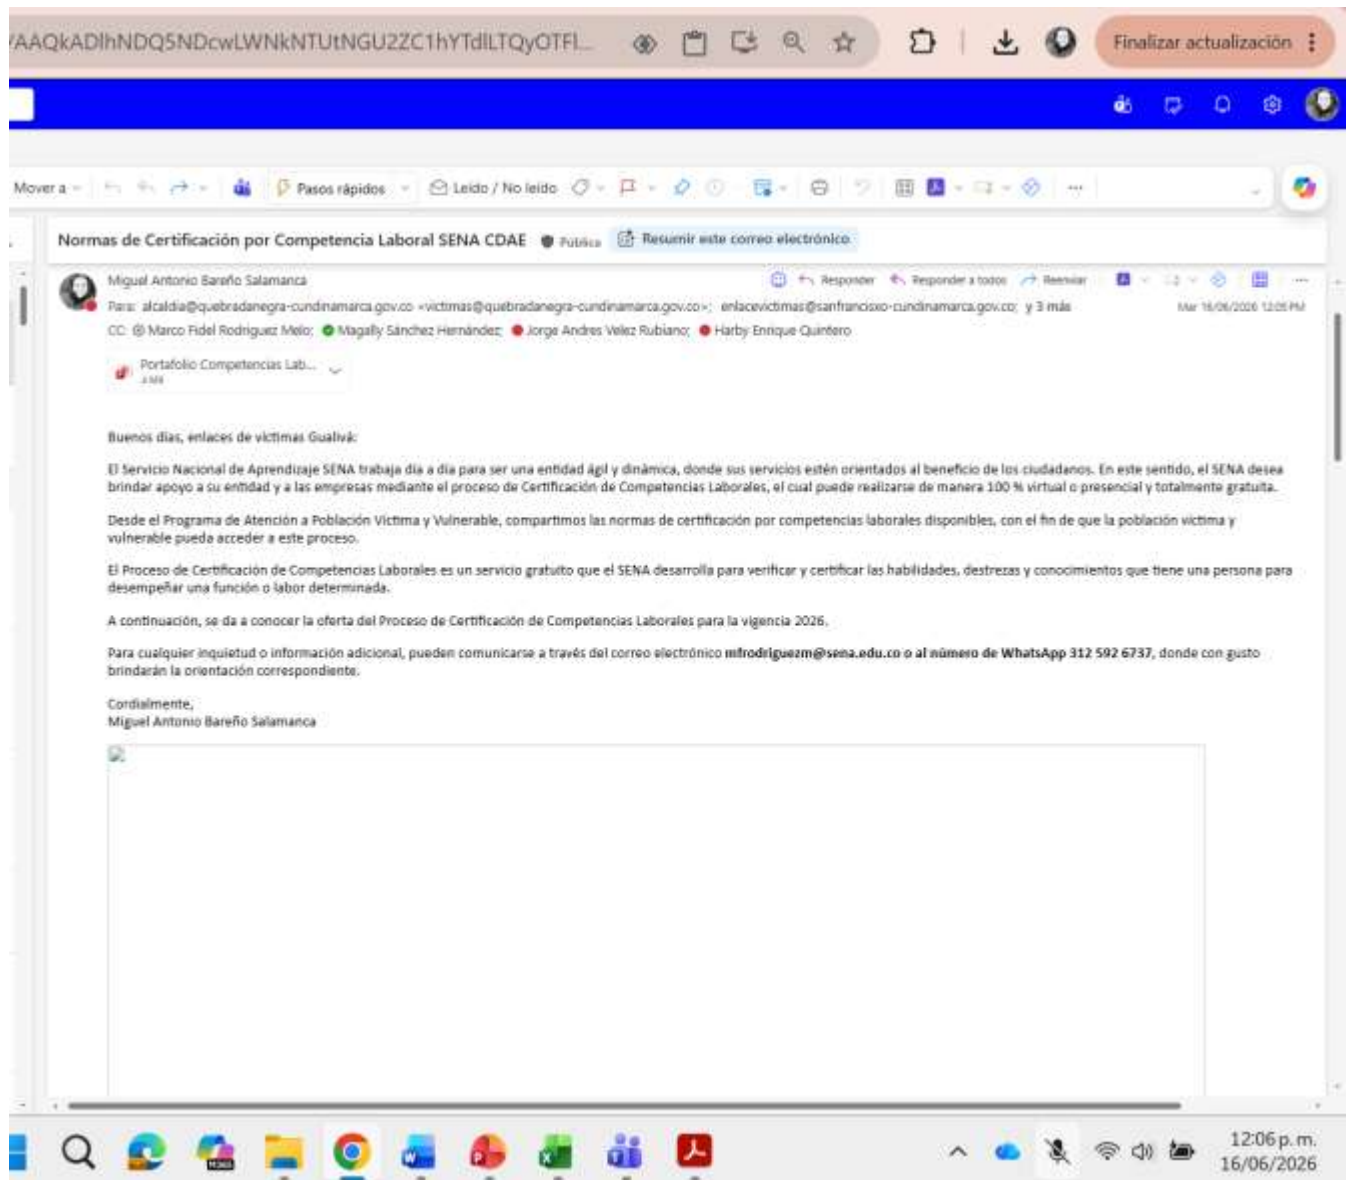 /AAQkADlhNDQ5NDcwLWNkNTUtNGU2ZC1hYTdlLTQyOTFl...
Finalizar actualización
Mover a
Pasos rápidos
Leído / No leído
Normas de Certificación por Competencia Laboral SENA CDAE
Pública
Resumir este correo electrónico
Miguel Antonio Bareño Salamanca
Responder
Responder a todos
Reenviar
Para: alcaldia@quebradanegra-cundinamarca.gov.co <victimas@quebradanegra-cundinamarca.gov.co>; enlacevictimas@sanfrancisco-cundinamarca.gov.co; y 3 más
Mar 16/06/2026 12:05 PM
CC: Marco Fidel Rodriguez Melo; Magally Sánchez Hernández; Jorge Andres Velez Rubiano; Harby Enrique Quintero
Portafolio Competencias Lab...
Buenos días, enlaces de víctimas Gualivá:
El Servicio Nacional de Aprendizaje SENA trabaja día a día para ser una entidad ágil y dinámica, donde sus servicios estén orientados al beneficio de los ciudadanos. En este sentido, el SENA desea
brindar apoyo a su entidad y a las empresas mediante el proceso de Certificación de Competencias Laborales, el cual puede realizarse de manera 100 % virtual o presencial y totalmente gratuita.
Desde el Programa de Atención a Población Víctima y Vulnerable, compartimos las normas de certificación por competencias laborales disponibles, con el fin de que la población víctima y
vulnerable pueda acceder a este proceso.
El Proceso de Certificación de Competencias Laborales es un servicio gratuito que el SENA desarrolla para verificar y certificar las habilidades, destrezas y conocimientos que tiene una persona para
desempeñar una función o labor determinada.
A continuación, se da a conocer la oferta del Proceso de Certificación de Competencias Laborales para la vigencia 2026.
Para cualquier inquietud o información adicional, pueden comunicarse a través del correo electrónico mfrodriguezm@sena.edu.co o al número de WhatsApp 312 592 6737, donde con gusto
brindarán la orientación correspondiente.
Cordialmente,
Miguel Antonio Bareño Salamanca
M365
12:06 p. m.
16/06/2026